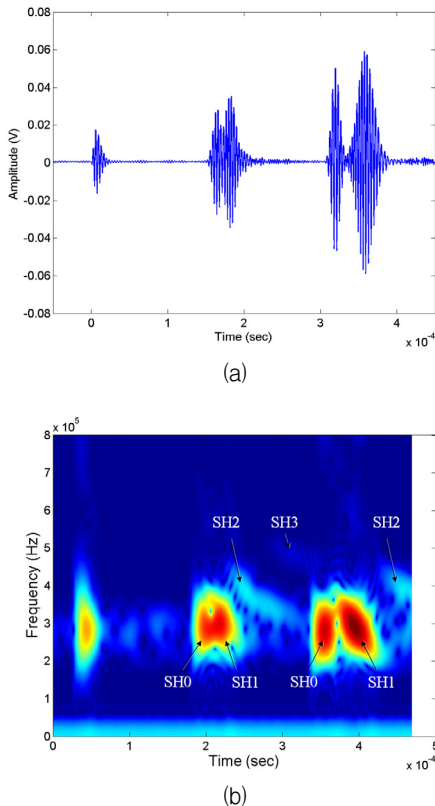 0.08
0.06
0.04
0.02
0
-0.02
-0.04
-0.06
-0.08
Amplitude (V)
0 1 2 3 4
Time (sec)
x 10⁻⁴
(a)
x 10⁵
8
7
6
5
4
3
2
1
0
Frequency (Hz)
SH2
SH3
SH2
SH0
SH1
SH0
SH1
0 1 2 3 4 5
Time (sec)
x 10⁻⁴
(b)